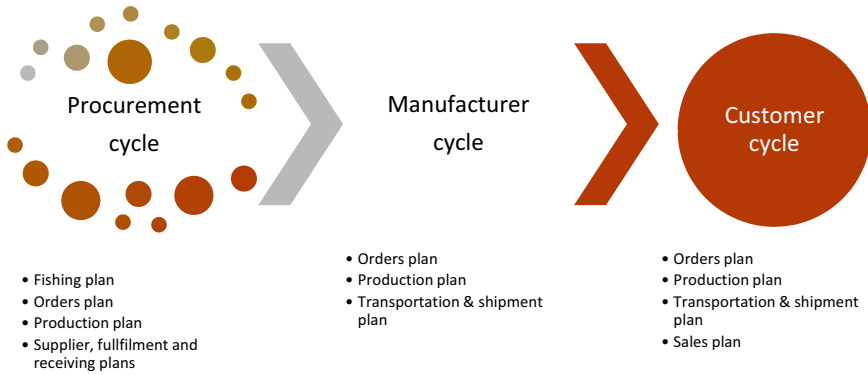 Procurement
cycle
Manufacturer
cycle
Customer
cycle
• Fishing plan
• Orders plan
• Production plan
• Supplier, fullfilment and
receiving plans
• Orders plan
• Production plan
• Transportation & shipment
plan
• Orders plan
• Production plan
• Transportation & shipment
plan
• Sales plan